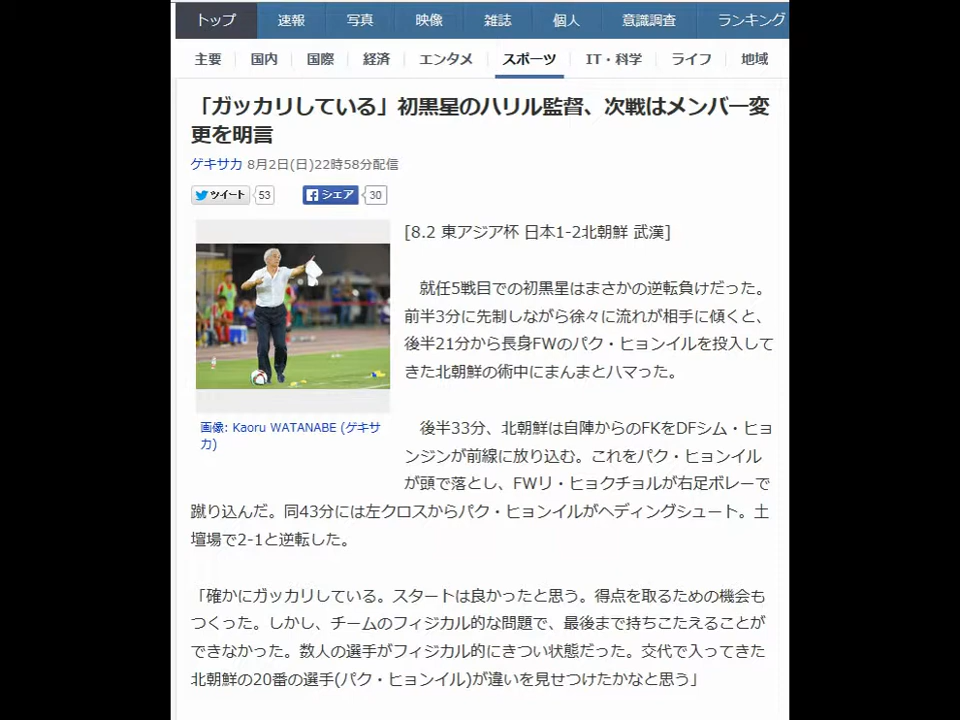 トップ 速報 写真 映像 雑誌 個人 意識調査 ランキング
主要 国内 国際 経済 エンタメ スポーツ IT・科学 ライフ 地域
「ガッカリしている」初黒星のハリル監督、次戦はメンバー変
更を明言
ゲキサカ 8月2日(日)22時58分配信
ツイート 53 シェア 30
[8.2 東アジア杯 日本1-2北朝鮮 武漢]
就任5戦目での初黒星はまさかの逆転負けだった。
前半3分に先制しながら徐々に流れが相手に傾くと、
後半21分から長身FWのパク・ヒョンイルを投入して
きた北朝鮮の術中にまんまとハマった。
画像: Kaoru WATANABE (ゲキサ
カ)
後半33分、北朝鮮は自陣からのFKをDFシム・ヒョ
ンジンが前線に放り込む。これをパク・ヒョンイル
が頭で落とし、FWリ・ヒョクチョルが右足ボレーで
蹴り込んだ。同43分には左クロスからパク・ヒョンイルがヘディングシュート。土
壇場で2-1と逆転した。
「確かにガッカリしている。スタートは良かったと思う。得点を取るための機会も
つくった。しかし、チームのフィジカル的な問題で、最後まで持ちこたえることが
できなかった。数人の選手がフィジカル的にきつい状態だった。交代で入ってきた
北朝鮮の20番の選手(パク・ヒョンイル)が違いを見せつけたかなと思う」